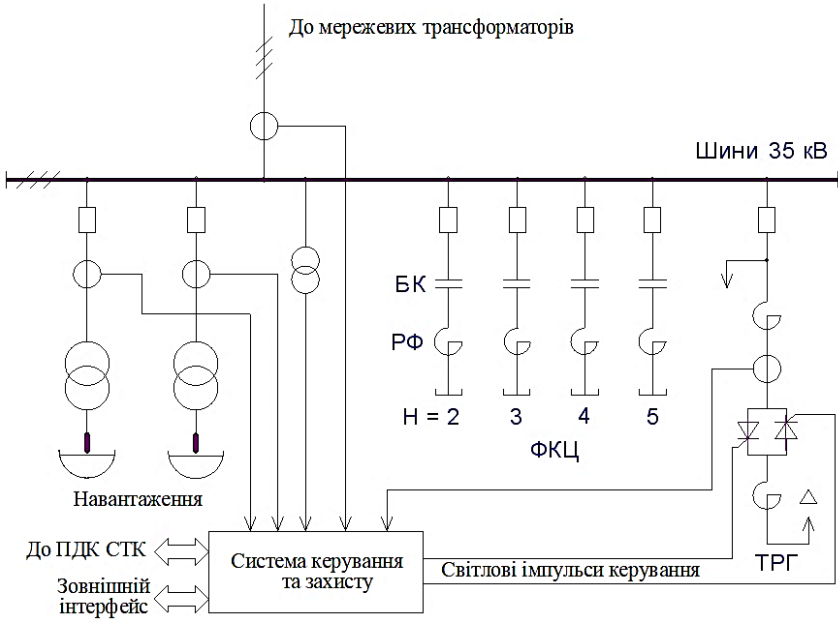 До мережевих трансформаторів
Шини 35 кВ
БК
РФ
Н = 2 3 4 5
ФКЦ
Навантаження
До ПДК СТК
Зовнішній
інтерфейс
Система керування
та захисту
Світлові імпульси керування
ТРГ